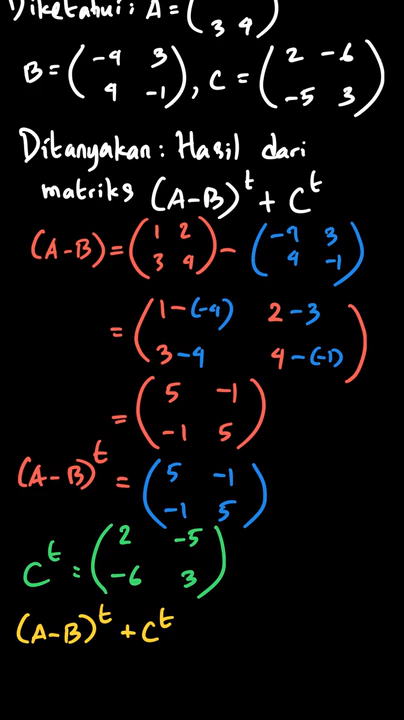 Diketahui: A = (
3 4 )
B = ( -4 3
4 -1 ) , C = ( 2 -6
-5 3 )
Ditanyakan: Hasil dari
matriks (A-B)^t + C^t
(A-B) = ( 1 2
3 4 ) - ( -4 3
4 -1 )
= ( 1-(-4) 2-3
3-4 4-(-1) )
= ( 5 -1
-1 5 )
(A-B)^t = ( 5 -1
-1 5 )
C^t = ( 2 -5
-6 3 )
(A-B)^t + C^t